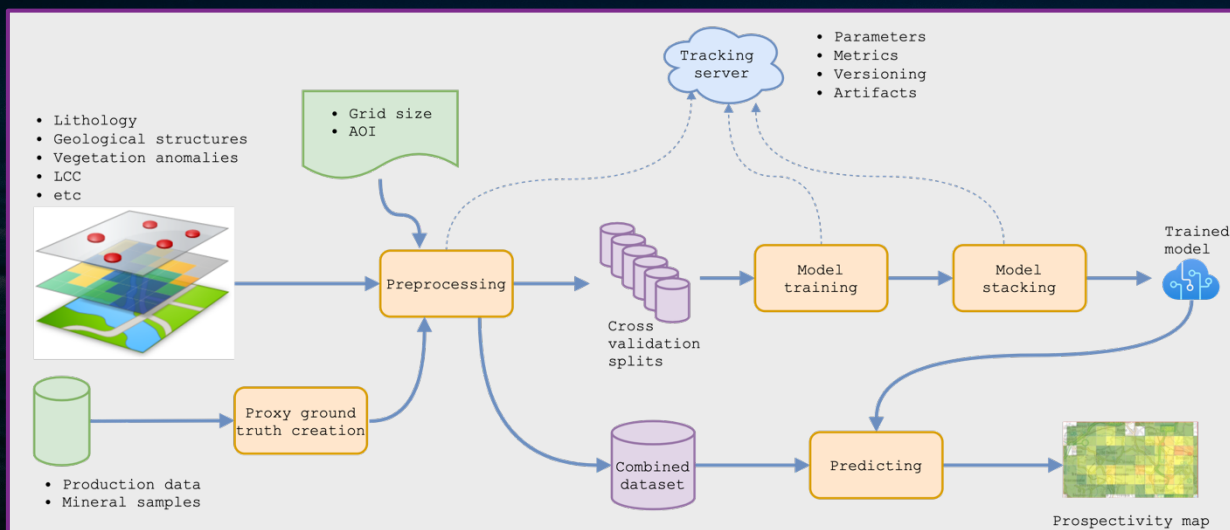 Tracking
server
• Parameters
• Metrics
• Versioning
• Artifacts
• Grid size
• AOI
• Lithology
• Geological structures
• Vegetation anomalies
• LCC
• etc
Preprocessing
Cross
validation
splits
Model
training
Model
stacking
Trained
model
Proxy ground
truth creation
• Production data
• Mineral samples
Combined
dataset
Predicting
Prospectivity map